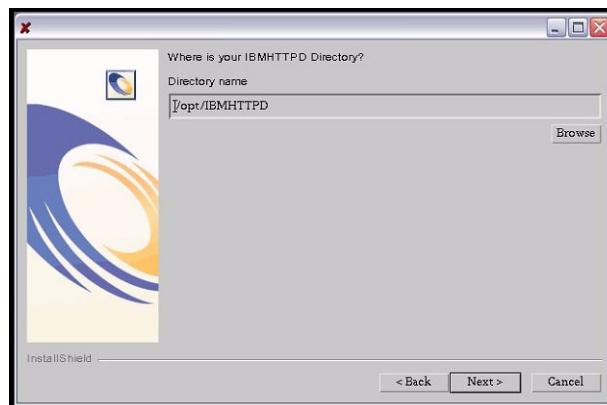 Where is your IBMHTTPD Directory?
Directory name
/opt/IBMHTTPD
Browse
InstallShield
< Back Next > Cancel